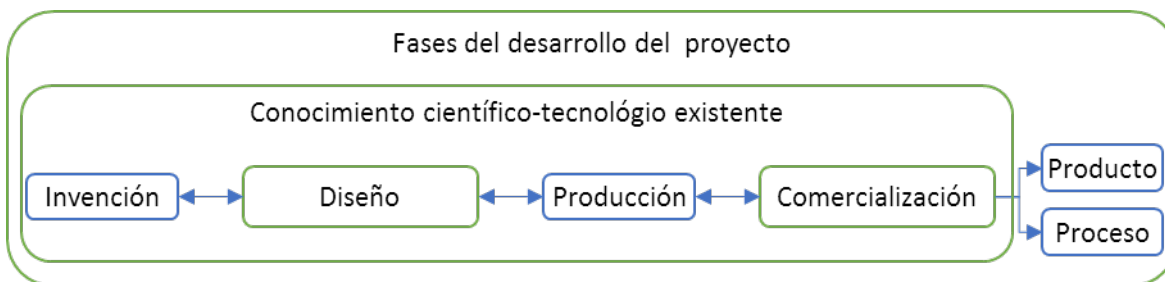 Fases del desarrollo del proyecto
Conocimiento científico-tecnológio existente
Invención
Diseño
Producción
Comercialización
Producto
Proceso